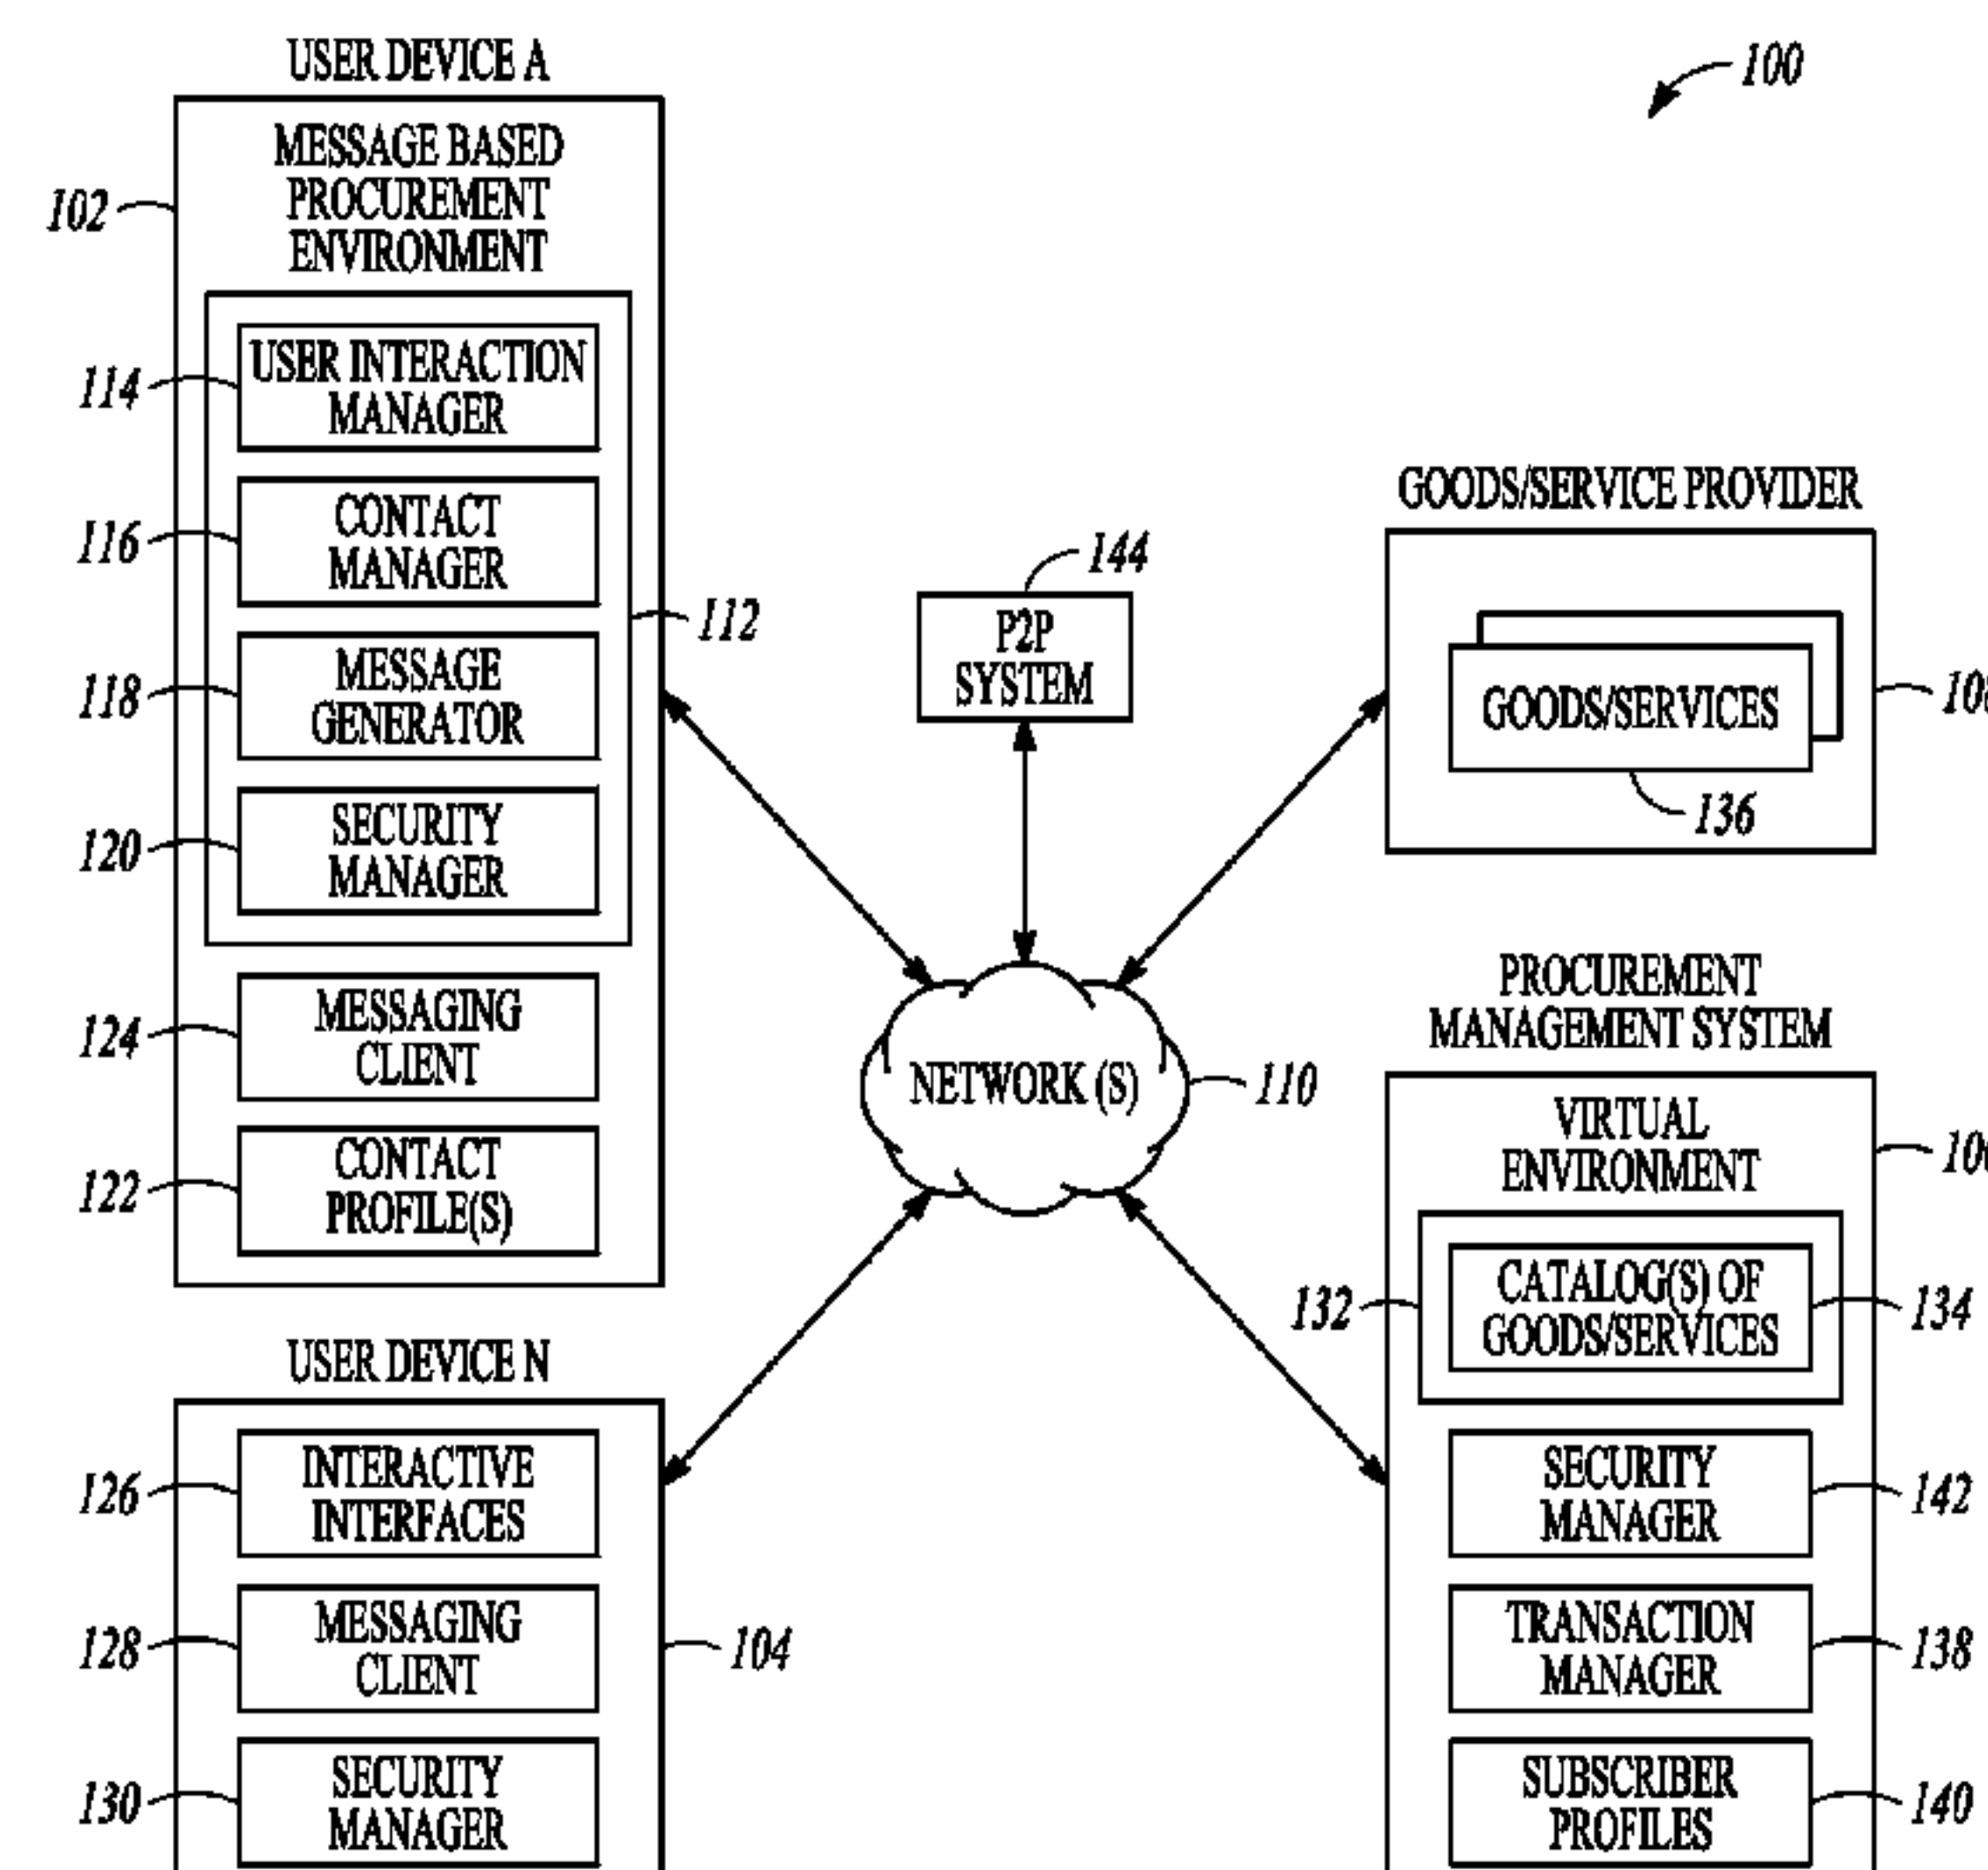 100
USER DEVICE A
MESSAGE BASED
PROCUREMENT
ENVIRONMENT
102
USER INTERACTION
MANAGER
114
CONTACT
MANAGER
116
112
MESSAGE
GENERATOR
118
SECURITY
MANAGER
120
MESSAGING
CLIENT
124
CONTACT
PROFILE(S)
122
USER DEVICE N
INTERACTIVE
INTERFACES
126
MESSAGING
CLIENT
128
104
SECURITY
MANAGER
130
144
P2P
SYSTEM
NETWORK (S)
110
GOODS/SERVICE PROVIDER
GOODS/SERVICES
136
PROCUREMENT
MANAGEMENT SYSTEM
VIRTUAL
ENVIRONMENT
132
CATALOG(S) OF
GOODS/SERVICES
134
SECURITY
MANAGER
142
TRANSACTION
MANAGER
138
SUBSCRIBER
PROFILES
140